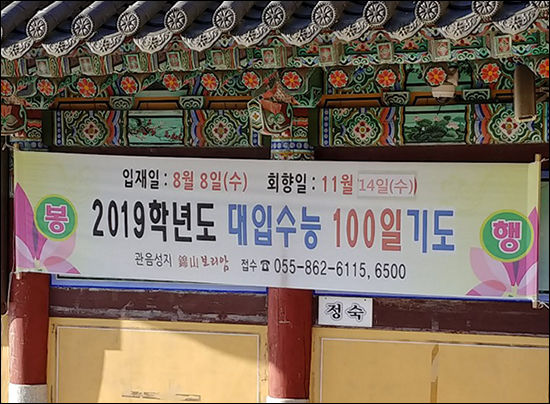 입재일 : 8월 8일(수) 회향일 : 11월 14일(수))
봉 2019학년도 대입수능 100일기도 행
관음성지 錦山 보리암 접수 ☎ 055-862-6115, 6500
정숙